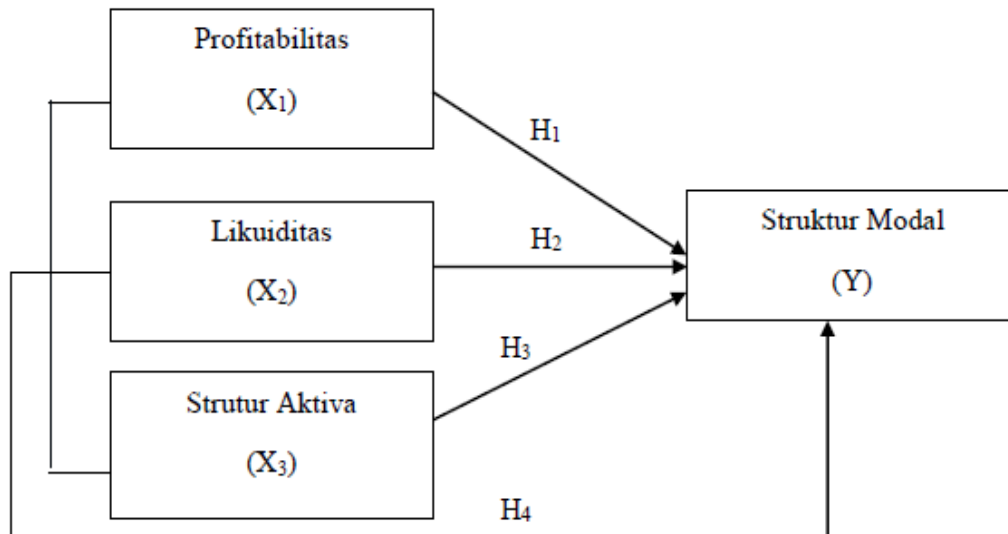 Profitabilitas
(X₁)
H₁
Likuiditas
(X₂)
H₂
Struktur Modal
(Y)
H₃
Strutur Aktiva
(X₃)
H₄